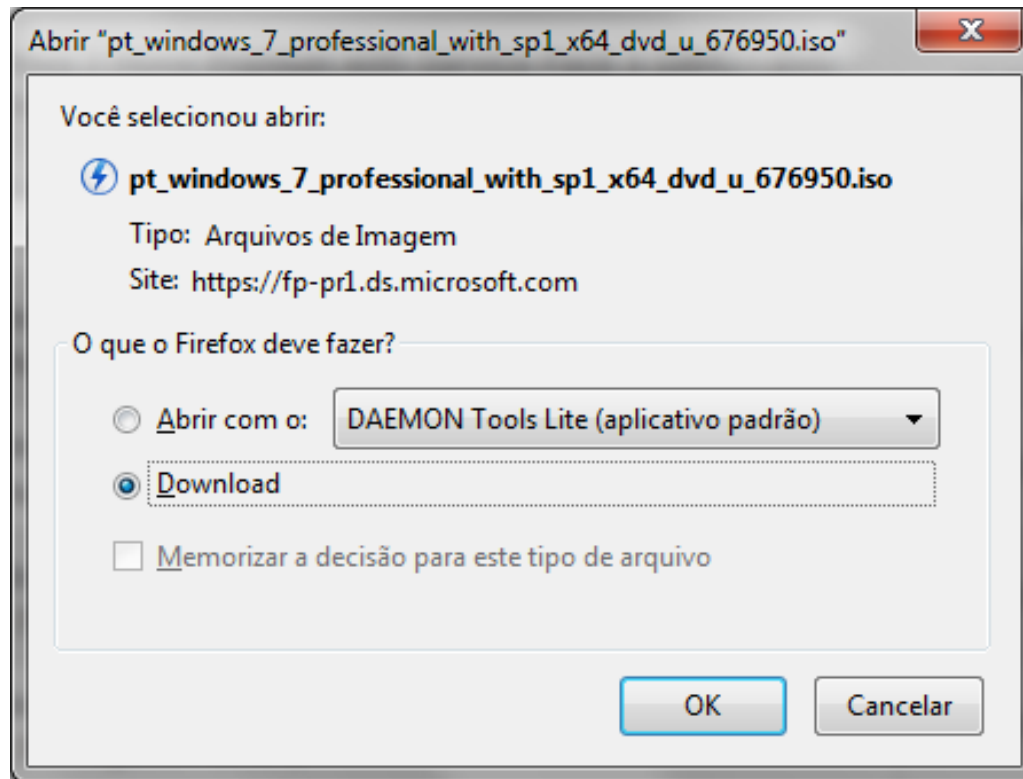 Abrir "pt_windows_7_professional_with_sp1_x64_dvd_u_676950.iso"
Você selecionou abrir:
pt_windows_7_professional_with_sp1_x64_dvd_u_676950.iso
Tipo: Arquivos de Imagem
Site: https://fp-pr1.ds.microsoft.com
O que o Firefox deve fazer?
Abrir com o: DAEMON Tools Lite (aplicativo padrão)
Download
Memorizar a decisão para este tipo de arquivo
OK Cancelar